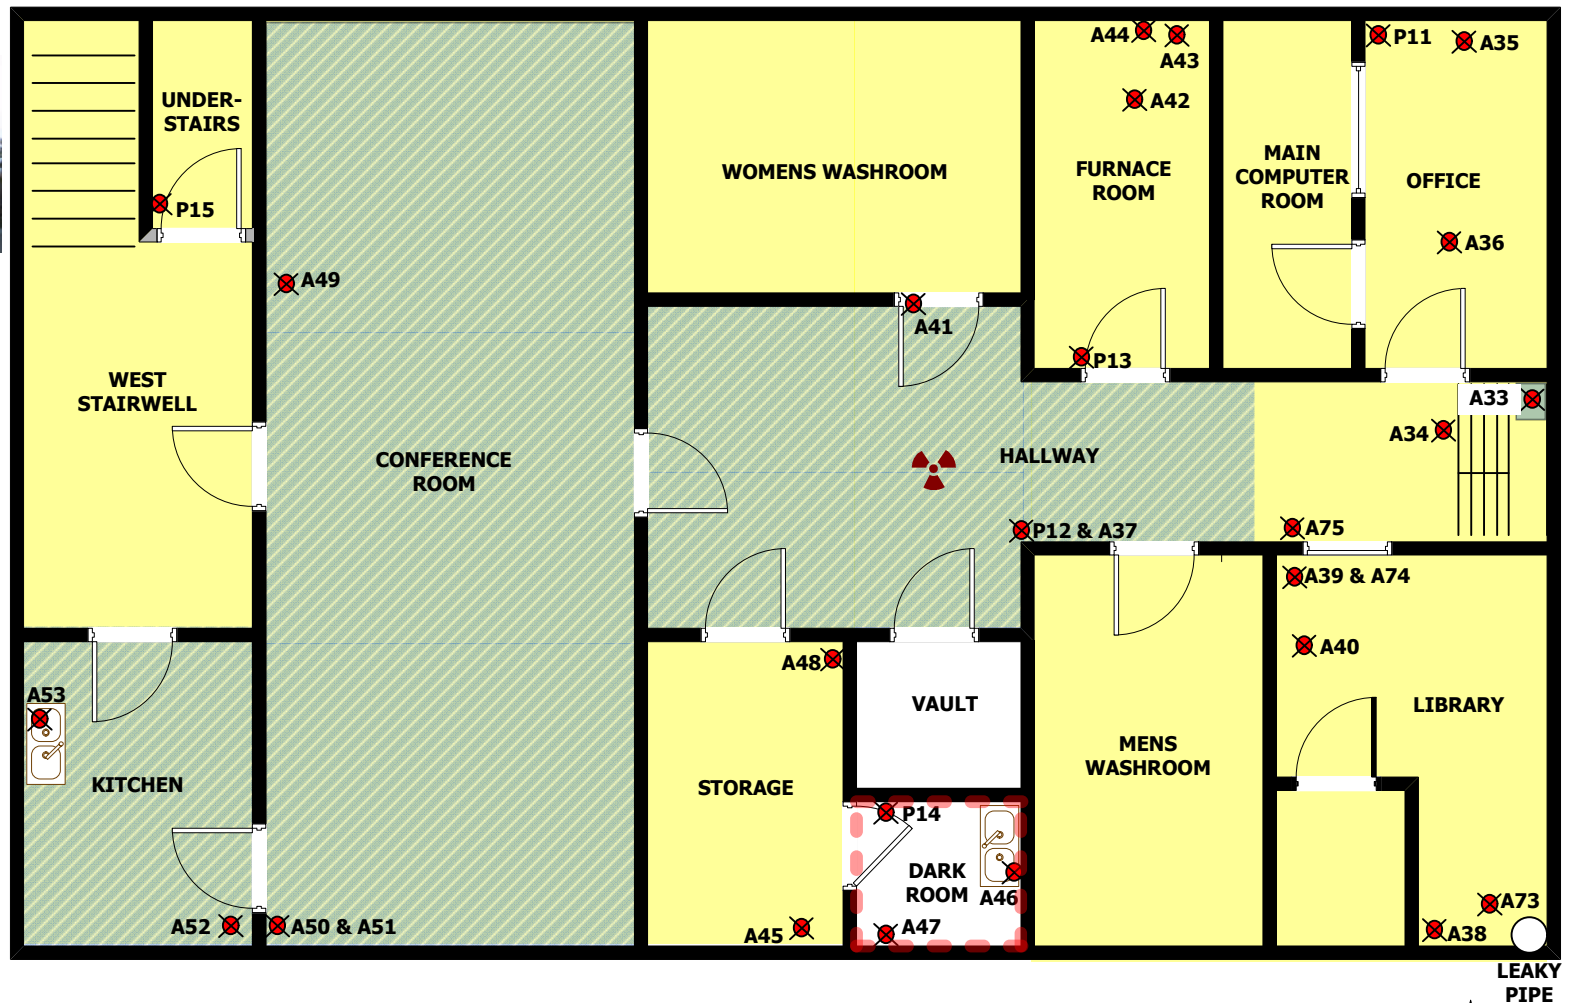 A44
A43
P11
A35
UNDER-
STAIRS
A42
WOMENS WASHROOM
FURNACE
ROOM
MAIN
COMPUTER
ROOM
OFFICE
P15
A36
A49
A41
P13
WEST
STAIRWELL
A33
A34
CONFERENCE
ROOM
HALLWAY
P12 & A37
A75
A39 & A74
A40
A48
A53
VAULT
LIBRARY
MENS
WASHROOM
KITCHEN
STORAGE
P14
DARK
ROOM
A46
A52
A50 & A51
A45
A47
A73
A38
LEAKY
PIPE